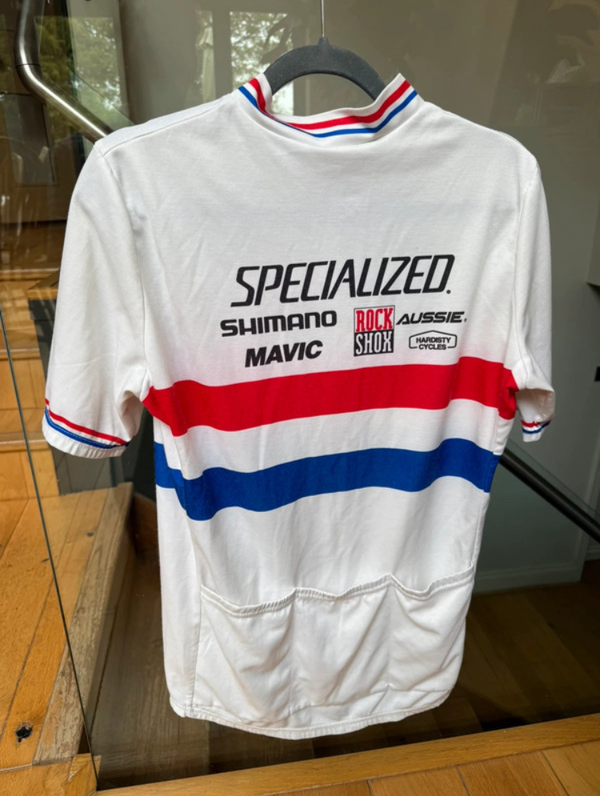 SPECIALIZED.
SHIMANO ROCK SHOX AUSSIE.
MAVIC HARDISTY CYCLES